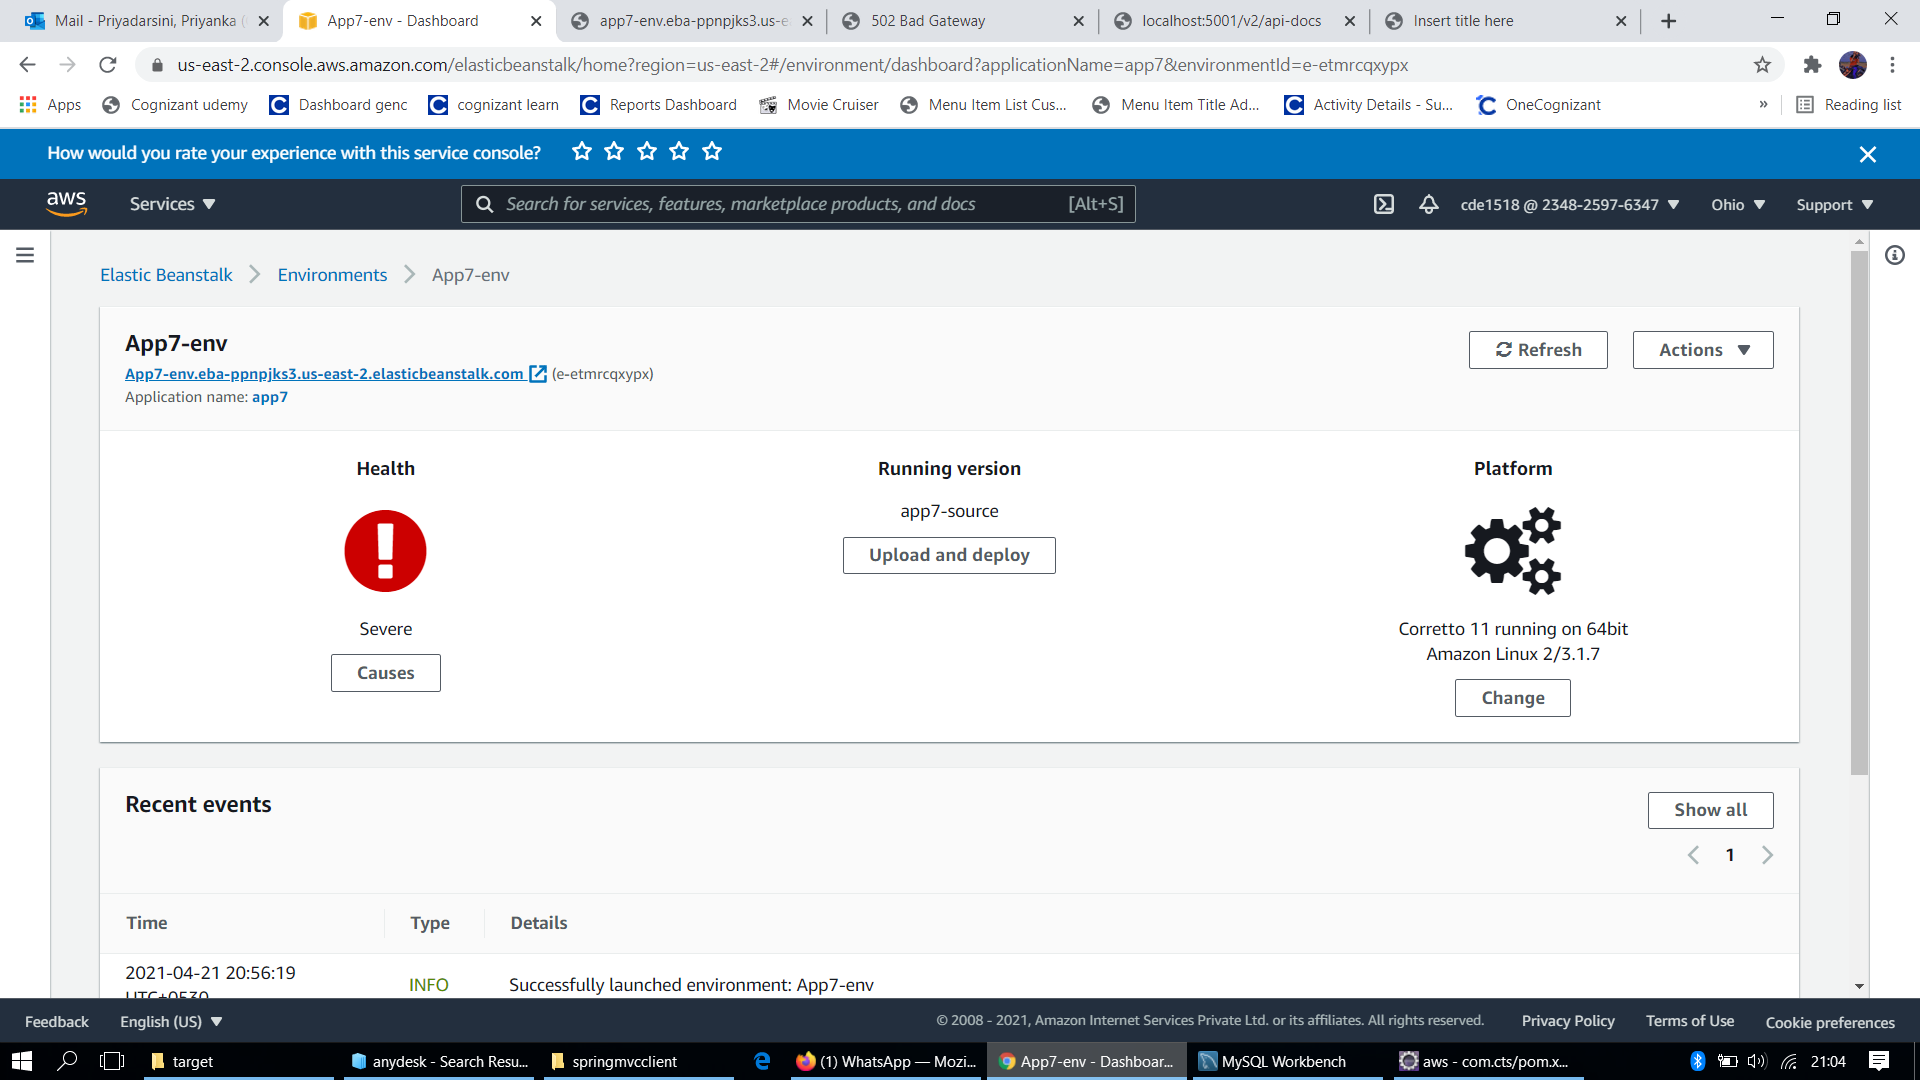 Mail - Priyadarsini, Priyanka (
App7-env - Dashboard
app7-env.eba-ppnpjks3.us-e
502 Bad Gateway
localhost:5001/v2/api-docs
Insert title here
us-east-2.console.aws.amazon.com/elasticbeanstalk/home?region=us-east-2#/environment/dashboard?applicationName=app7&environmentId=e-etmrcqxypx
Apps
Cognizant udemy
Dashboard genc
cognizant learn
Reports Dashboard
Movie Cruiser
Menu Item List Cus...
Menu Item Title Ad...
Activity Details - Su...
OneCognizant
»
Reading list
How would you rate your experience with this service console?
aws
Services
Search for services, features, marketplace products, and docs
[Alt+S]
cde1518 @ 2348-2597-6347
Ohio
Support
Elastic Beanstalk
Environments
App7-env
App7-env
App7-env.eba-ppnpjks3.us-east-2.elasticbeanstalk.com (e-etmrcqxypx)
Application name: app7
Refresh
Actions
Health
Severe
Causes
Running version
app7-source
Upload and deploy
Platform
Corretto 11 running on 64bit
Amazon Linux 2/3.1.7
Change
Recent events
Show all
1
Time
Type
Details
2021-04-21 20:56:19
UTC+0530
INFO
Successfully launched environment: App7-env
Feedback
English (US)
© 2008 - 2021, Amazon Internet Services Private Ltd. or its affiliates. All rights reserved.
Privacy Policy
Terms of Use
Cookie preferences
target
anydesk - Search Resu...
springmvcclient
(1) WhatsApp — Mozi...
App7-env - Dashboar...
MySQL Workbench
aws - com.cts/pom.x...
21:04